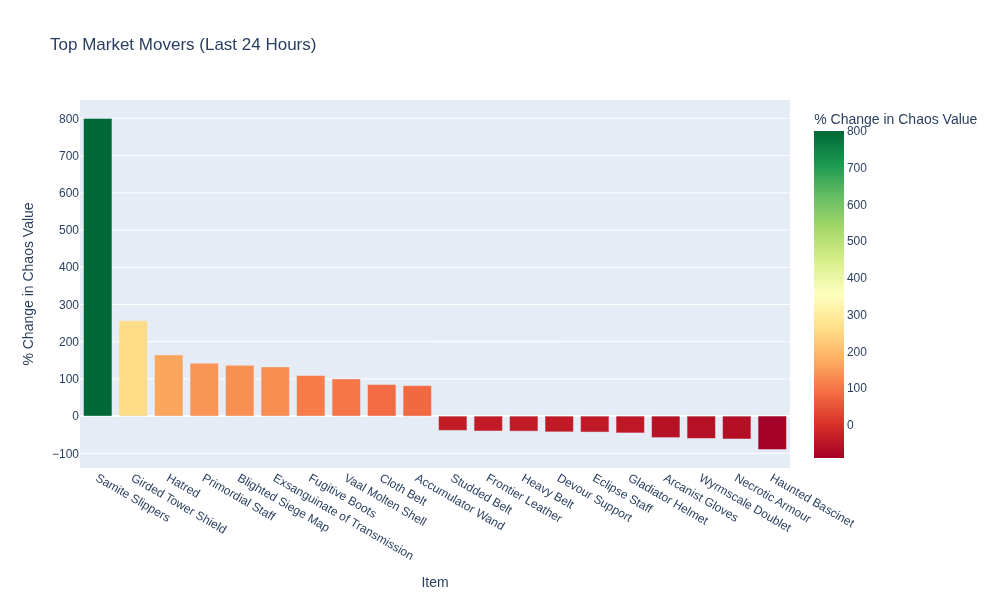 Top Market Movers (Last 24 Hours)
% Change in Chaos Value
800
700
600
500
400
300
200
100
0
−100
Samite Slippers
Girded Tower Shield
Hatred
Primordial Staff
Blighted Siege Map
Exsanguinate of Transmission
Fugitive Boots
Vaal Molten Shell
Cloth Belt
Accumulator Wand
Studded Belt
Frontier Leather
Heavy Belt
Devour Support
Eclipse Staff
Gladiator Helmet
Arcanist Gloves
Wyrmscale Doublet
Necrotic Armour
Haunted Bascinet
Item
% Change in Chaos Value
800
700
600
500
400
300
200
100
0